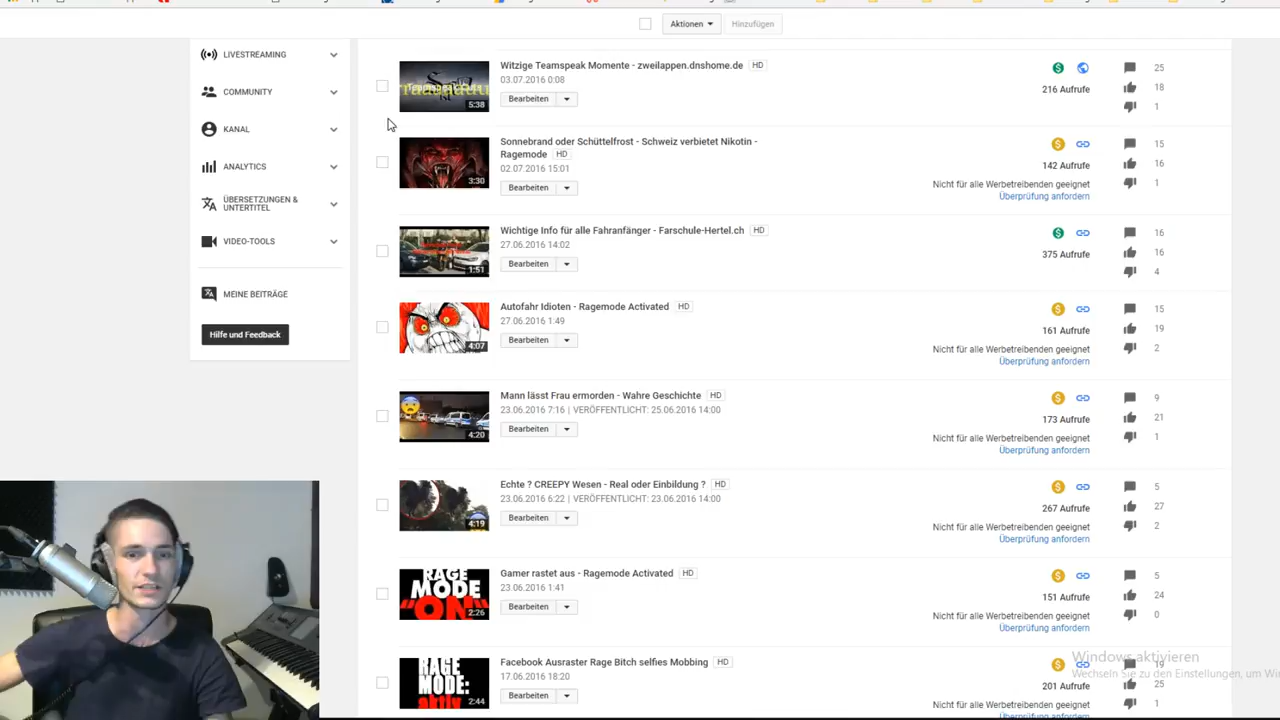 Aktionen
Hinzufügen
LIVESTREAMING
COMMUNITY
KANAL
ANALYTICS
ÜBERSETZUNGEN &
UNTERTITEL
VIDEO-TOOLS
MEINE BEITRÄGE
Hilfe und Feedback
Witzige Teamspeak Momente - zweilappen.dnshome.de HD
03.07.2016 0:08
5:38
Bearbeiten
216 Aufrufe
25
18
1
Sonnebrand oder Schüttelfrost - Schweiz verbietet Nikotin -
Ragemode HD
02.07.2016 15:01
3:30
Bearbeiten
142 Aufrufe
Nicht für alle Werbetreibenden geeignet
Überprüfung anfordern
15
16
1
Wichtige Info für alle Fahranfänger - Farschule-Hertel.ch HD
27.06.2016 14:02
1:51
Bearbeiten
375 Aufrufe
16
16
4
Autofahr Idioten - Ragemode Activated HD
27.06.2016 1:49
4:07
Bearbeiten
161 Aufrufe
Nicht für alle Werbetreibenden geeignet
Überprüfung anfordern
15
19
2
Mann lässt Frau ermorden - Wahre Geschichte HD
23.06.2016 7:16 | VERÖFFENTLICHT: 25.06.2016 14:00
4:20
Bearbeiten
173 Aufrufe
Nicht für alle Werbetreibenden geeignet
Überprüfung anfordern
9
21
1
Echte ? CREEPY Wesen - Real oder Einbildung ? HD
23.06.2016 6:22 | VERÖFFENTLICHT: 23.06.2016 14:00
4:19
Bearbeiten
267 Aufrufe
Nicht für alle Werbetreibenden geeignet
Überprüfung anfordern
5
27
2
Gamer rastet aus - Ragemode Activated HD
23.06.2016 1:41
RAGE
MODE
"ON"
2:26
Bearbeiten
151 Aufrufe
Nicht für alle Werbetreibenden geeignet
Überprüfung anfordern
5
24
0
Facebook Ausraster Rage Bitch selfies Mobbing HD
17.06.2016 18:20
RAGE
MODE:
aktiv
2:44
Bearbeiten
201 Aufrufe
Nicht für alle Werbetreibenden geeignet
Überprüfung anfordern
19
25
1
Windows aktivieren
Wechseln Sie zu den Einstellungen, um Win